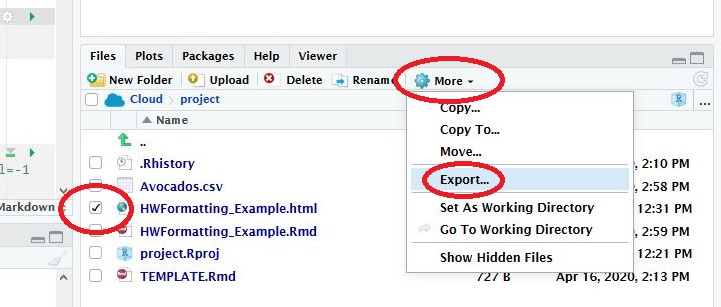 Files Plots Packages Help Viewer
New Folder Upload Delete Rename More
Cloud project R ...
Name
Copy...
..
Copy To...
Move...
.Rhistory 2:10 PM
Export...
Avocados.csv 2:58 PM
l=-1
Markdown
HWFormatting_Example.html Set As Working Directory 12:31 PM
HWFormatting_Example.Rmd Go To Working Directory 2:59 PM
project.Rproj 12:21 PM
Show Hidden Files
TEMPLATE.Rmd 727 B Apr 16, 2020, 2:13 PM